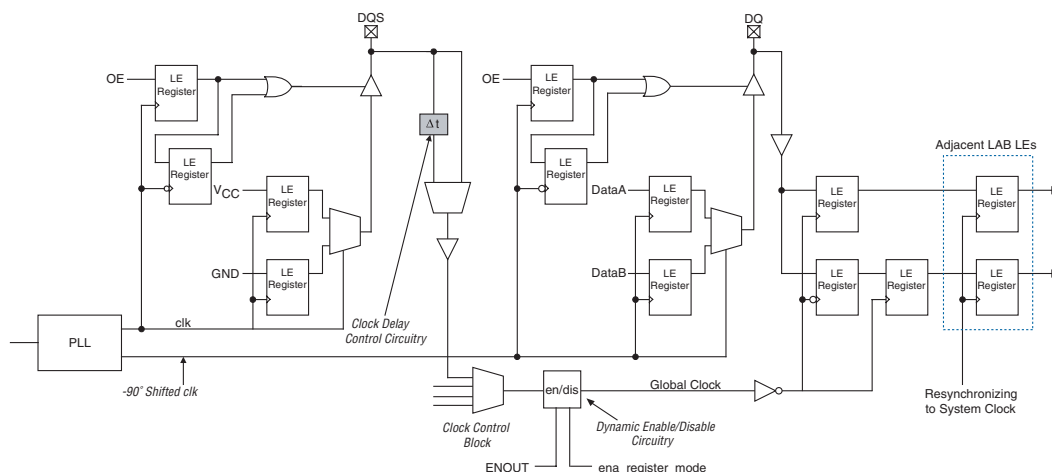 DQS
DQ
OE
LE
Register
OE
LE
Register
Δt
Adjacent LAB LEs
LE
Register
LE
Register
VCC
LE
Register
DataA
LE
Register
LE
Register
LE
Register
GND
LE
Register
DataB
LE
Register
LE
Register
LE
Register
LE
Register
clk
Clock Delay
Control Circuitry
PLL
-90° Shifted clk
en/dis
Global Clock
Resynchronizing
to System Clock
Clock Control
Block
Dynamic Enable/Disable
Circuitry
ENOUT
ena_register_mode